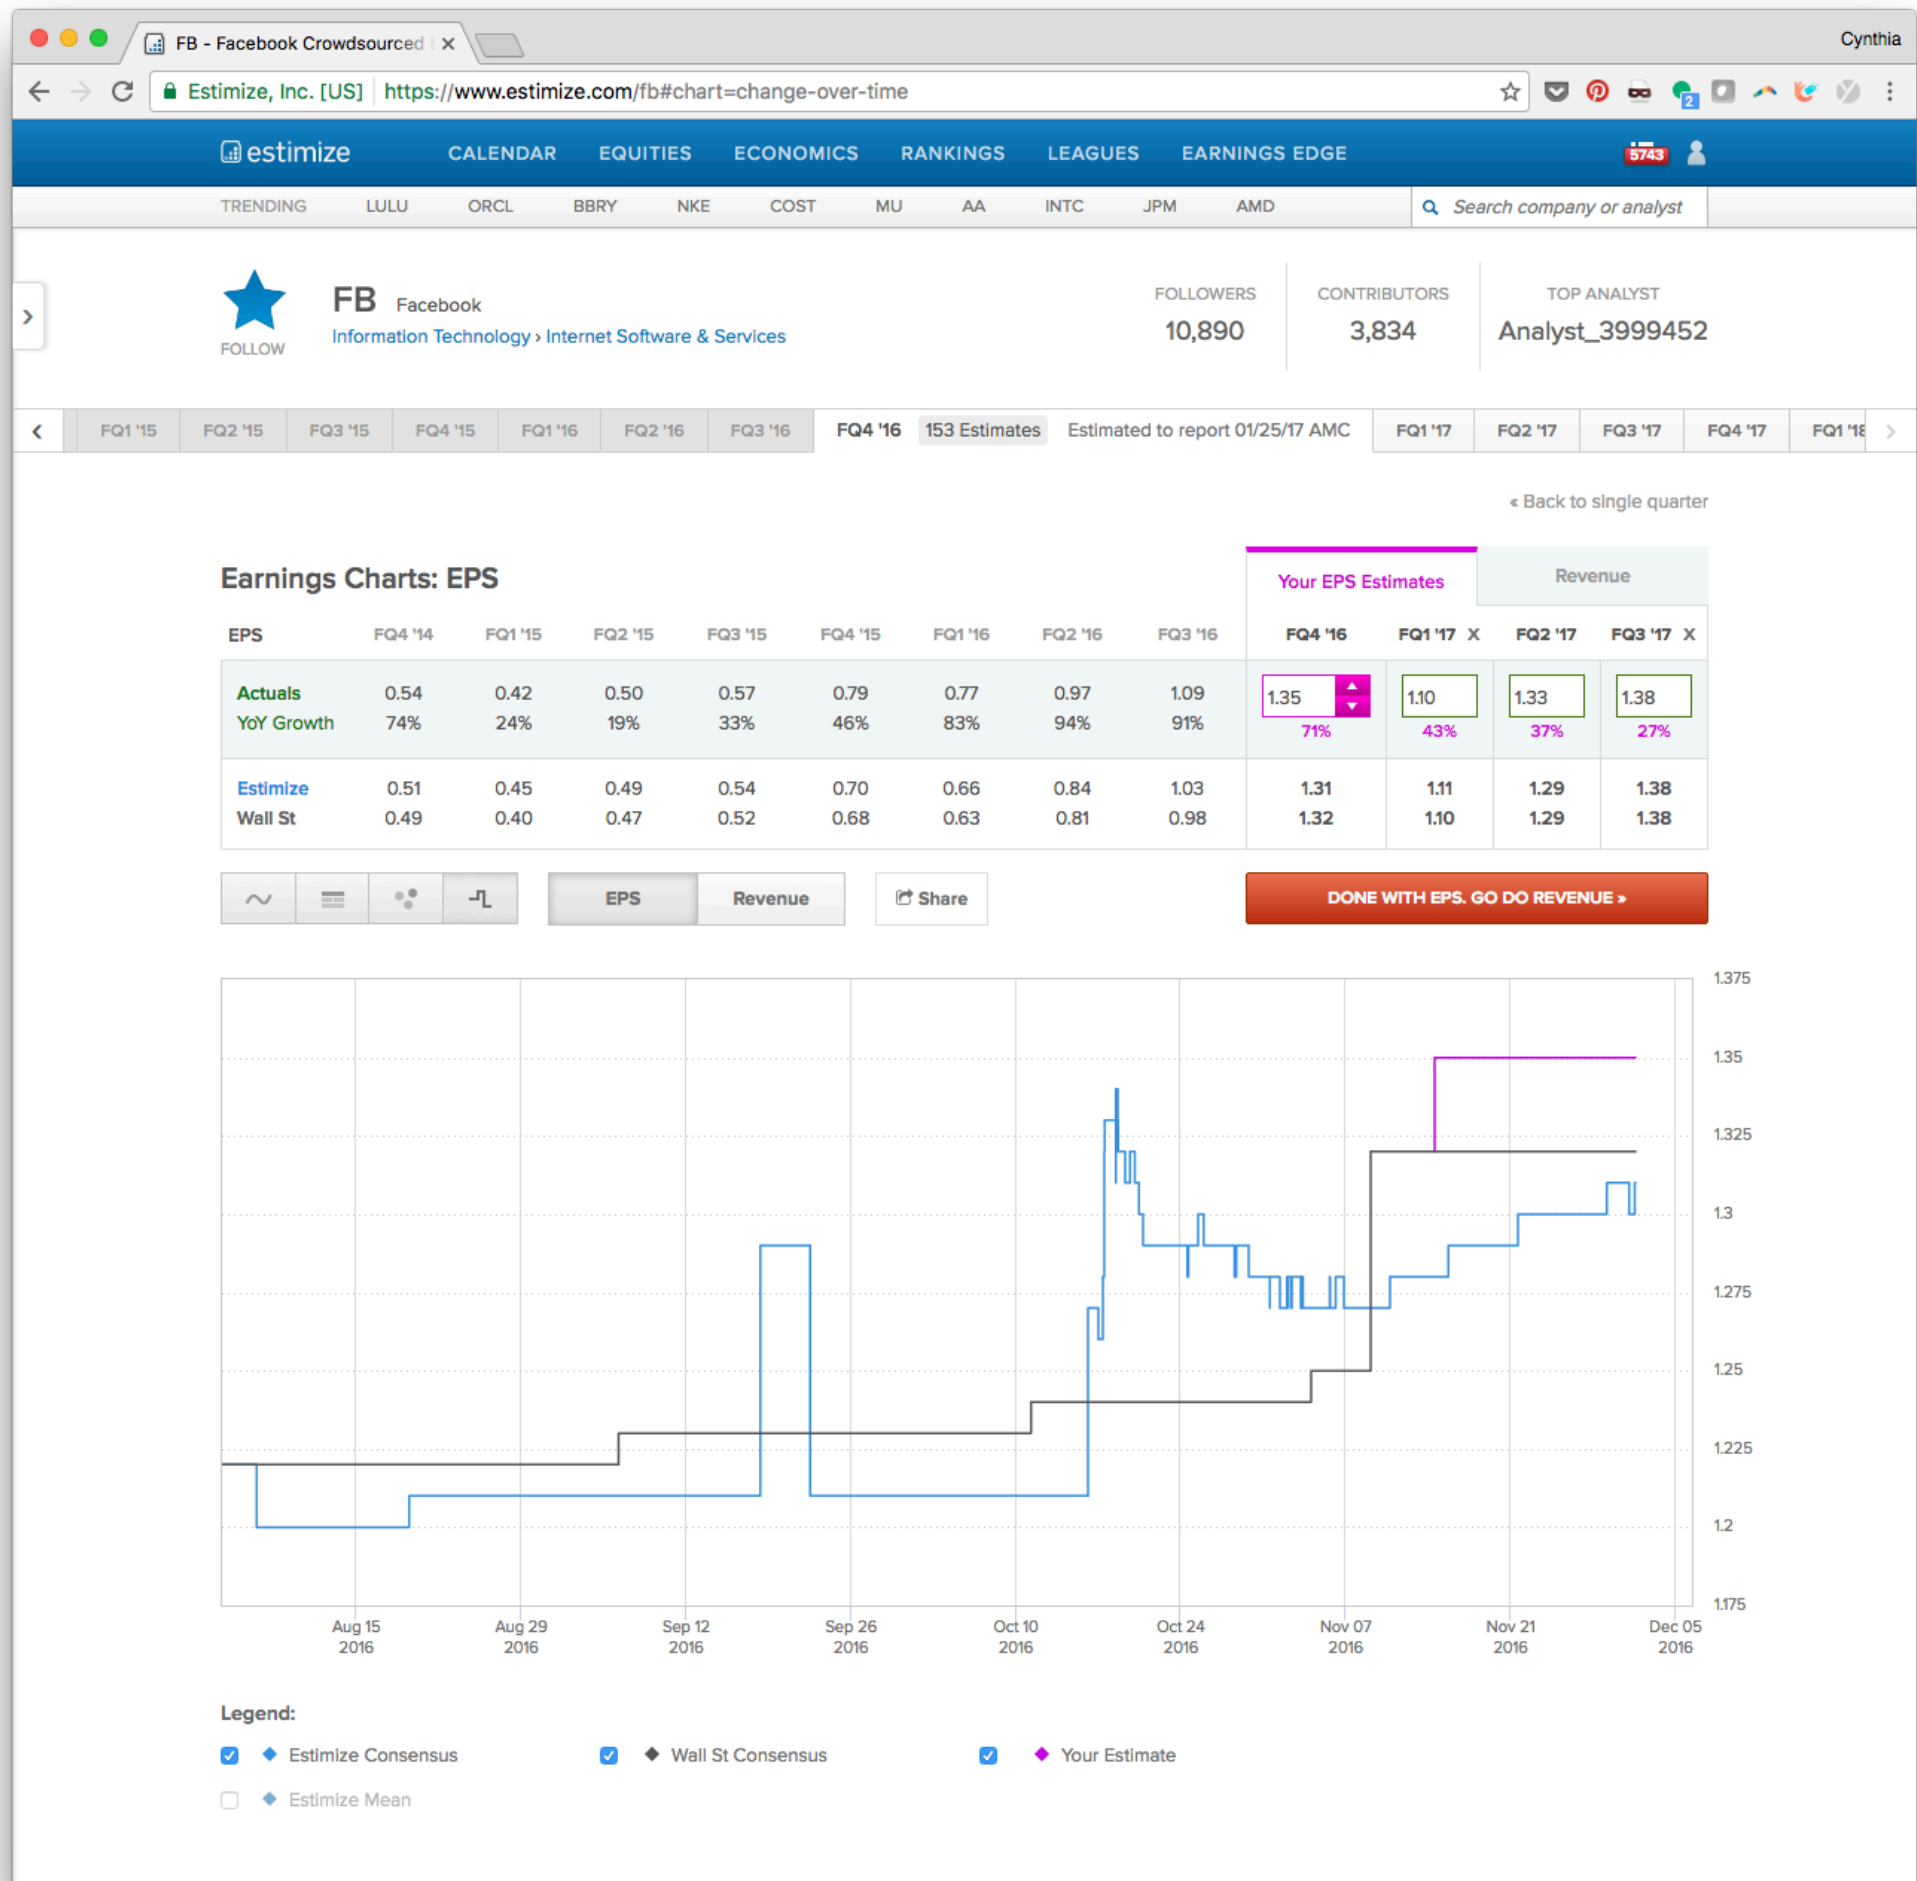 FB - Facebook Crowdsourced
Cynthia
Estimize, Inc. [US] https://www.estimize.com/fb#chart=change-over-time
2
estimize CALENDAR EQUITIES ECONOMICS RANKINGS LEAGUES EARNINGS EDGE 5743
TRENDING LULU ORCL BBRY NKE COST MU AA INTC JPM AMD Search company or analyst
FB Facebook
Information Technology › Internet Software & Services
FOLLOW
FOLLOWERS CONTRIBUTORS TOP ANALYST
10,890 3,834 Analyst_3999452
FQ1 '15 FQ2 '15 FQ3 '15 FQ4 '15 FQ1 '16 FQ2 '16 FQ3 '16 FQ4 '16 153 Estimates Estimated to report 01/25/17 AMC FQ1 '17 FQ2 '17 FQ3 '17 FQ4 '17 FQ1 '18
« Back to single quarter
Earnings Charts: EPS Your EPS Estimates Revenue
EPS FQ4 '14 FQ1 '15 FQ2 '15 FQ3 '15 FQ4 '15 FQ1 '16 FQ2 '16 FQ3 '16 FQ4 '16 FQ1 '17 X FQ2 '17 FQ3 '17 X
Actuals 0.54 0.42 0.50 0.57 0.79 0.77 0.97 1.09 1.35 1.10 1.33 1.38
YoY Growth 74% 24% 19% 33% 46% 83% 94% 91% 71% 43% 37% 27%
Estimize 0.51 0.45 0.49 0.54 0.70 0.66 0.84 1.03 1.31 1.11 1.29 1.38
Wall St 0.49 0.40 0.47 0.52 0.68 0.63 0.81 0.98 1.32 1.10 1.29 1.38
EPS Revenue Share DONE WITH EPS. GO DO REVENUE »
1.375
1.35
1.325
1.3
1.275
1.25
1.225
1.2
1.175
Aug 15 Aug 29 Sep 12 Sep 26 Oct 10 Oct 24 Nov 07 Nov 21 Dec 05
2016 2016 2016 2016 2016 2016 2016 2016 2016
Legend:
Estimize Consensus Wall St Consensus Your Estimate
Estimize Mean